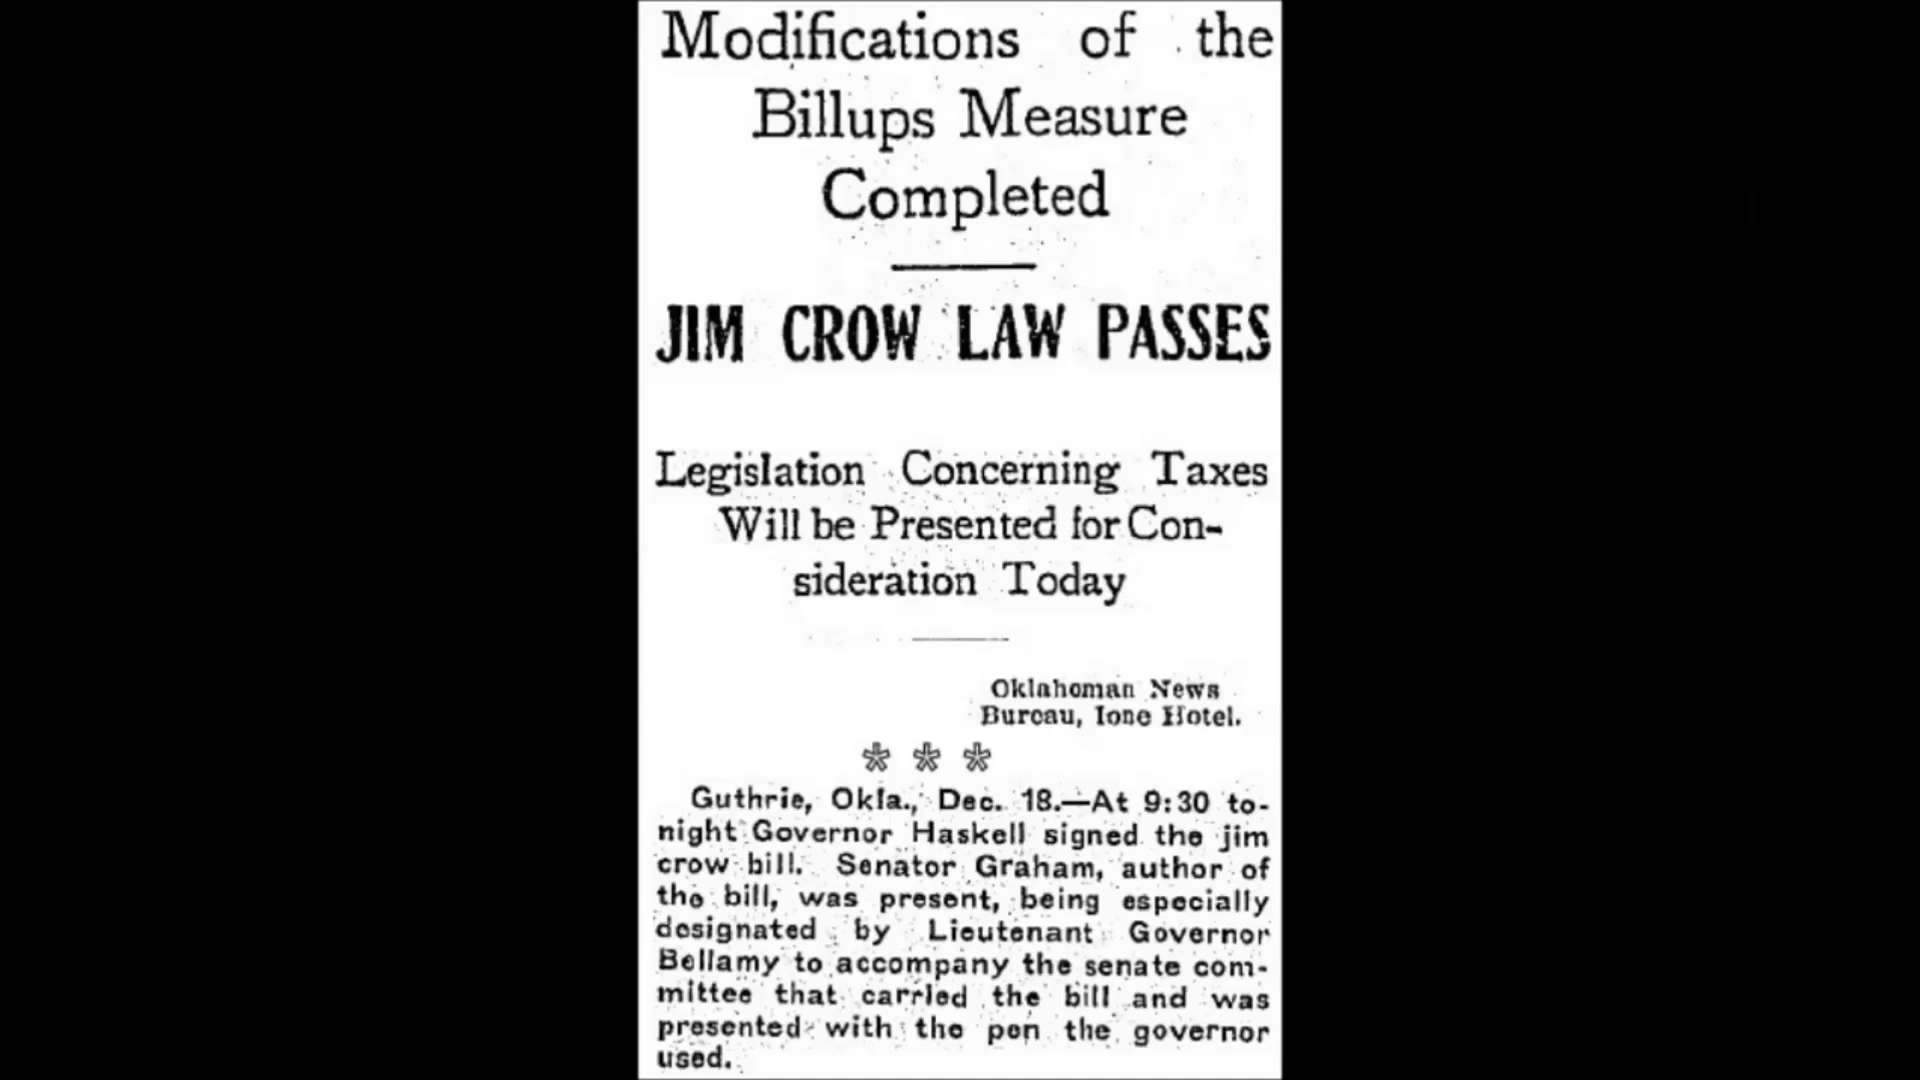 Modifications of the
Billups Measure
Completed
JIM CROW LAW PASSES
Legislation Concerning Taxes
Will be Presented for Con-
sideration Today
Oklahoman News
Bureau, Ione Hotel.
Guthrie, Okla., Dec. 18.—At 9:30 to-
night Governor Haskell signed the jim
crow bill. Senator Graham, author of
the bill, was present, being especially
designated by Lieutenant Governor
Bellamy to accompany the senate com-
mittee that carried the bill and was
presented with the pen the governor
used.